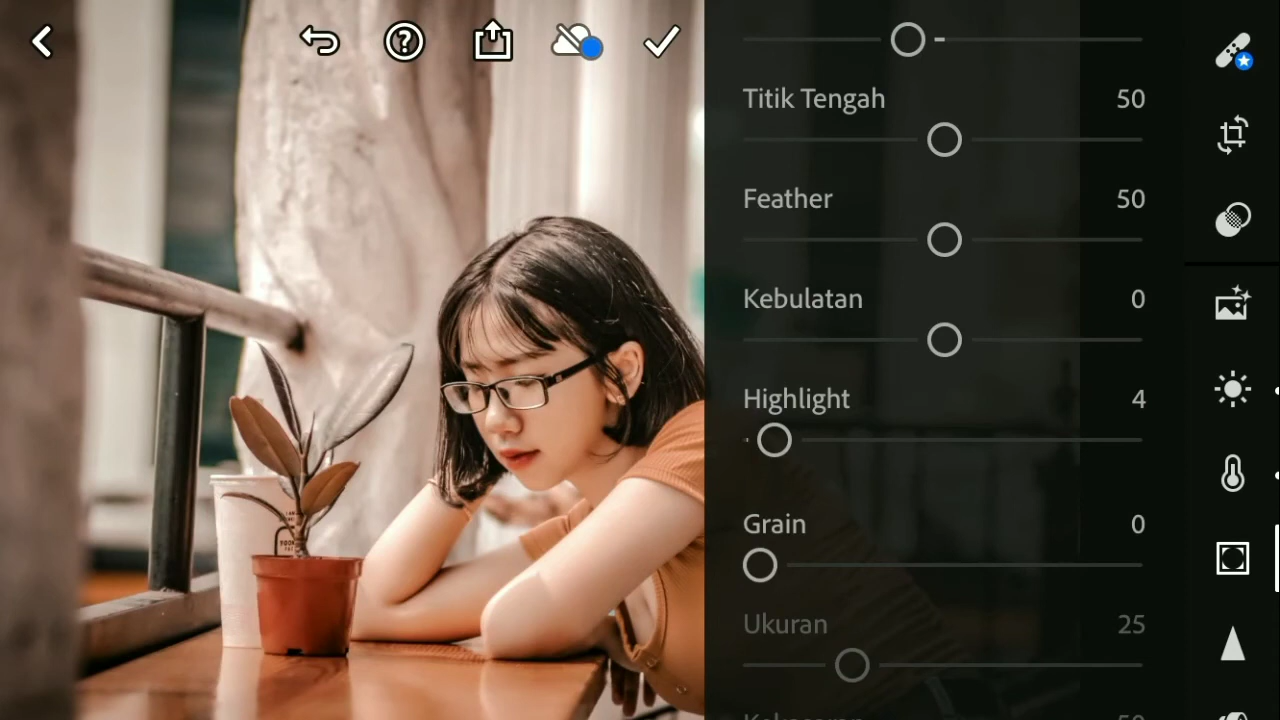 Titik Tengah 50
Feather 50
Kebulatan 0
Highlight 4
Grain 0
Ukuran 25